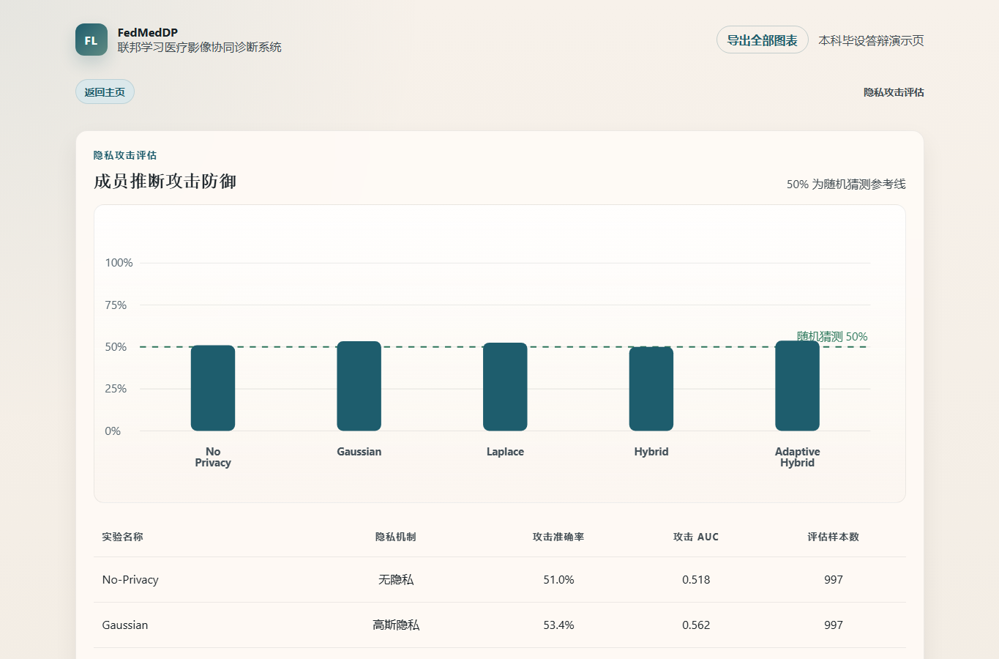 FL
FedMedDP
联邦学习医疗影像协同诊断系统
导出全部图表
本科毕设答辩演示页
返回主页
隐私攻击评估
隐私攻击评估
成员推断攻击防御
50% 为随机猜测参考线
100%
75%
50%
25%
0%
随机猜测 50%
No
Privacy
Gaussian
Laplace
Hybrid
Adaptive
Hybrid
实验名称 隐私机制 攻击准确率 攻击 AUC 评估样本数
No-Privacy 无隐私 51.0% 0.518 997
Gaussian 高斯隐私 53.4% 0.562 997